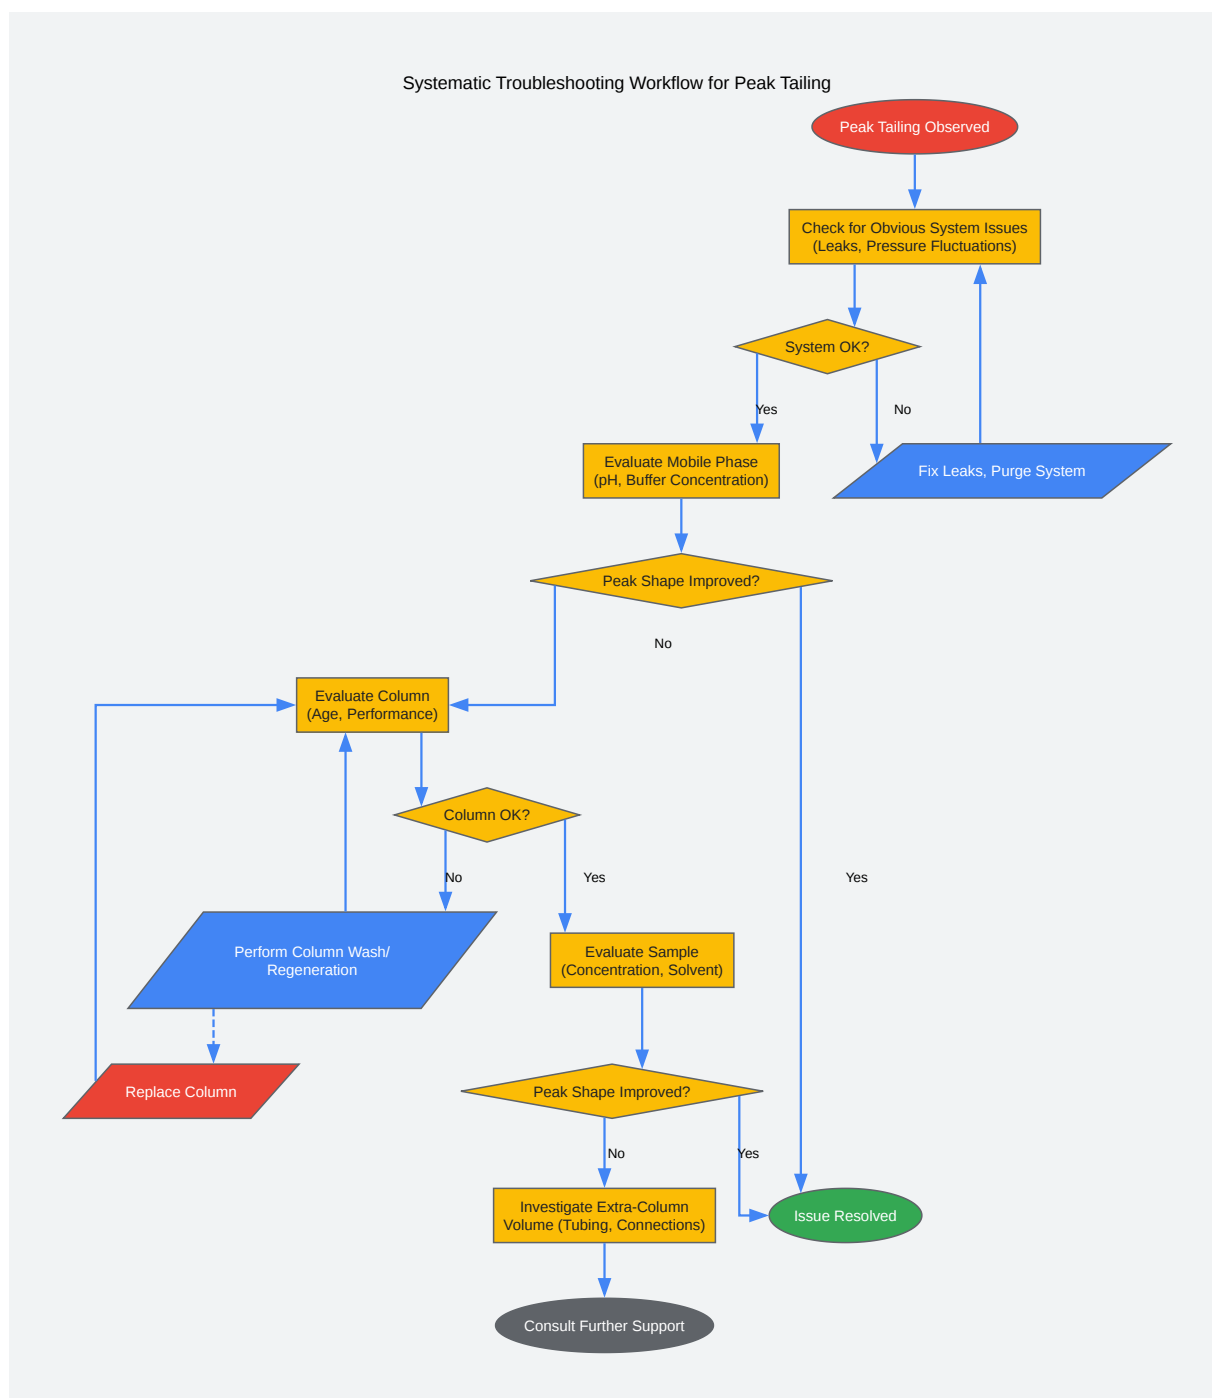 Systematic Troubleshooting Workflow for Peak Tailing
Peak Tailing Observed
Check for Obvious System Issues
(Leaks, Pressure Fluctuations)
System OK?
Yes
No
Evaluate Mobile Phase
(pH, Buffer Concentration)
Fix Leaks, Purge System
Peak Shape Improved?
No
Evaluate Column
(Age, Performance)
Column OK?
No
Yes
Yes
Perform Column Wash/
Regeneration
Evaluate Sample
(Concentration, Solvent)
Replace Column
Peak Shape Improved?
No
Yes
Investigate Extra-Column
Volume (Tubing, Connections)
Issue Resolved
Consult Further Support